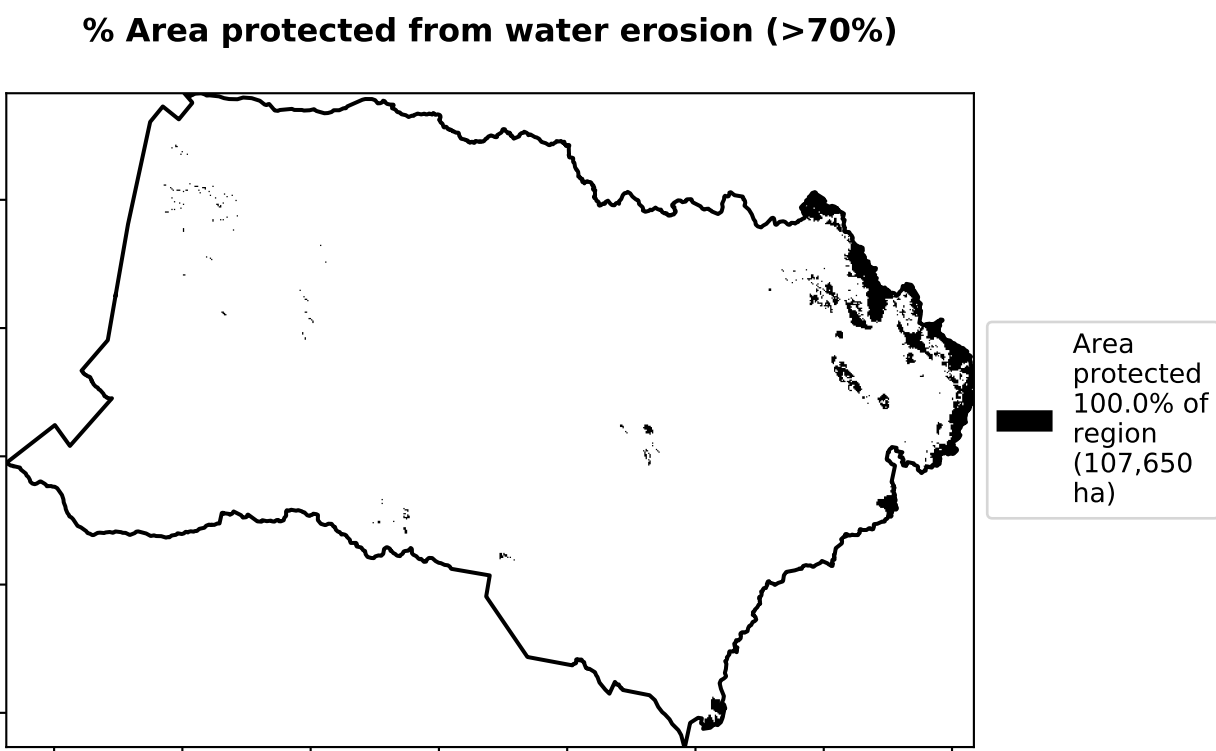 % Area protected from water erosion (>70%)
Area
protected
100.0% of
region
(107,650
ha)